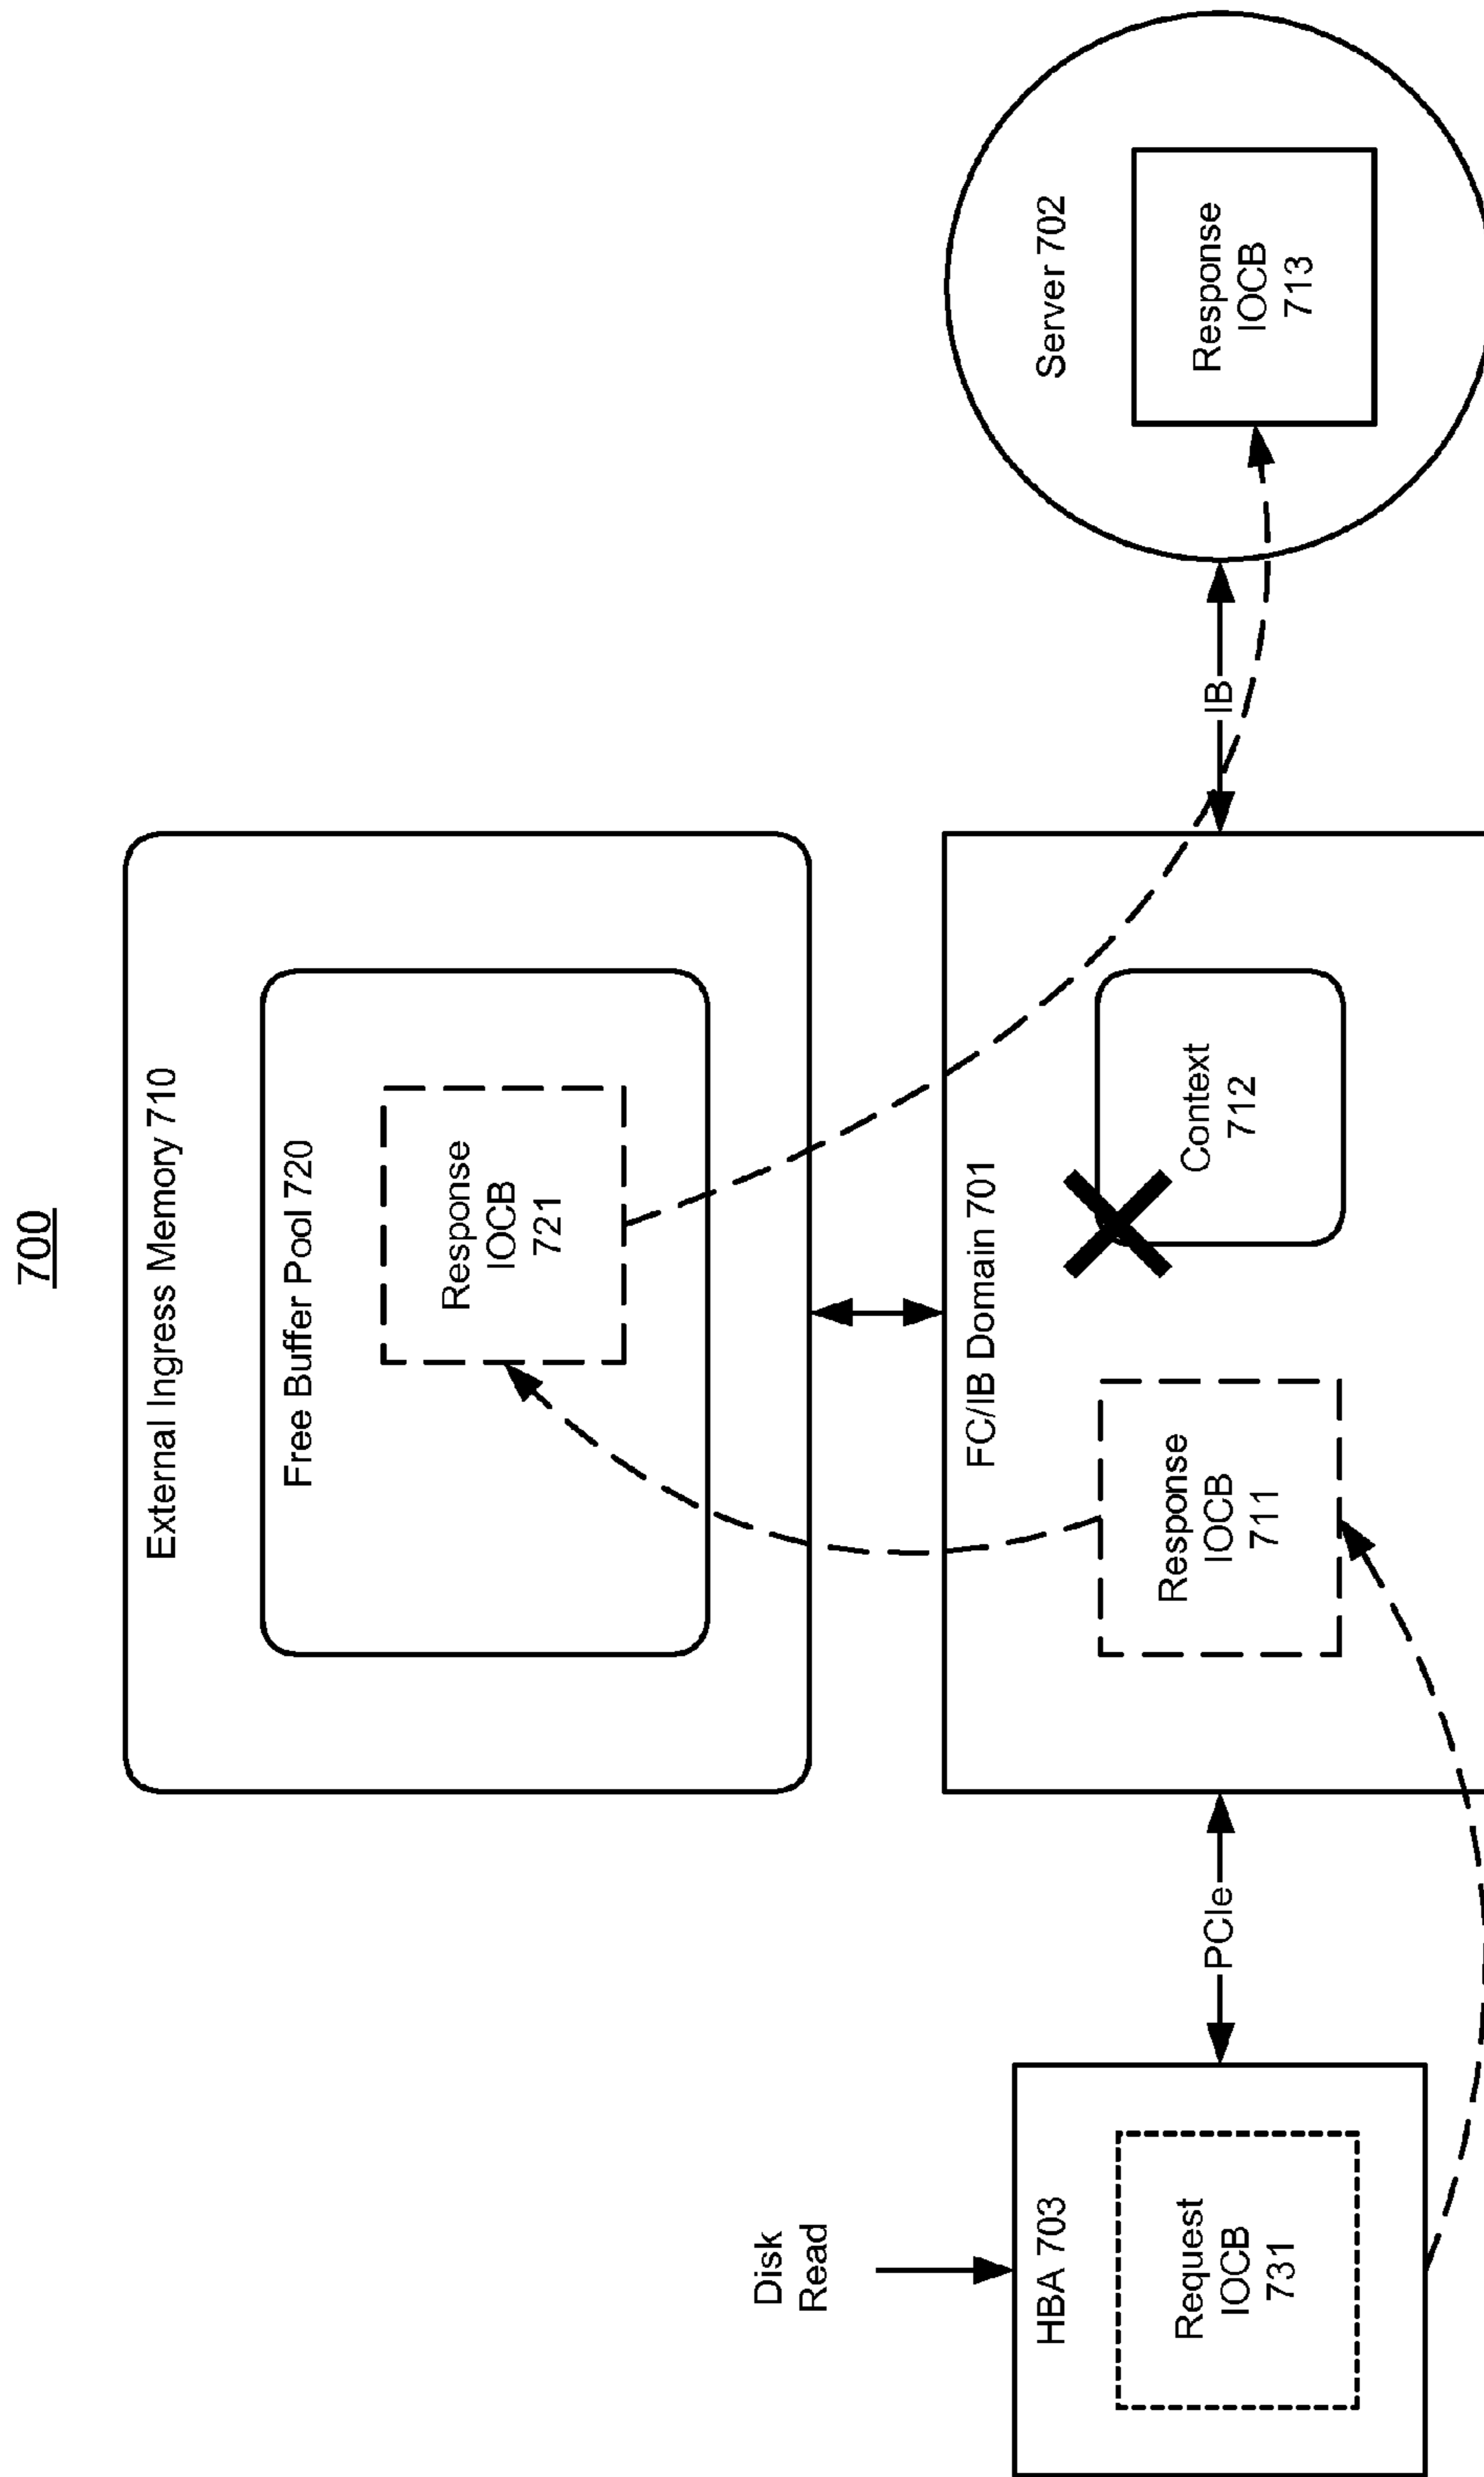 700
External Ingress Memory 710
Free Buffer Pool 720
Response
IOCB
721
Disk
Read
HBA 703
Request
IOCB
731
PCIe
FC/IB Domain 701
Response
IOCB
711
Context
712
IB
Server 702
Response
IOCB
713